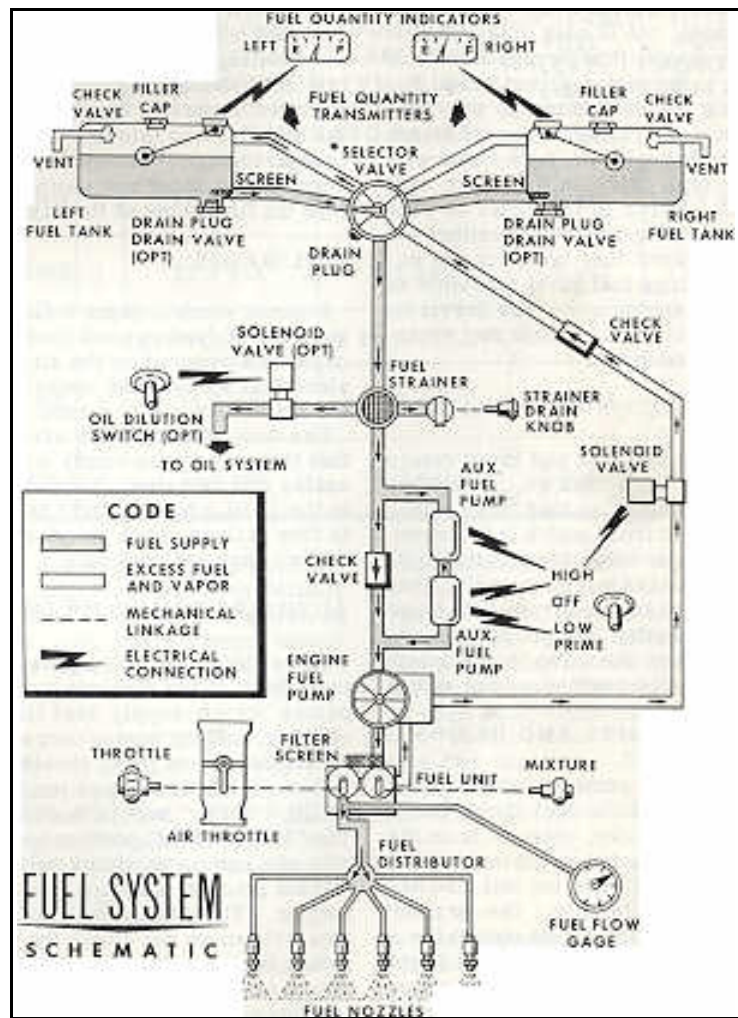 FUEL QUANTITY INDICATORS
LEFT
E F
E F
RIGHT
CHECK
VALVE
FILLER
CAP
FUEL QUANTITY
TRANSMITTERS
FILLER
CAP
CHECK
VALVE
VENT
*SELECTOR
VALVE
VENT
SCREEN
SCREEN
LEFT
FUEL TANK
DRAIN PLUG
DRAIN VALVE
(OPT)
DRAIN
PLUG
DRAIN PLUG
DRAIN VALVE
(OPT)
RIGHT
FUEL TANK
SOLENOID
VALVE (OPT)
FUEL
STRAINER
CHECK
VALVE
OIL DILUTION
SWITCH (OPT)
STRAINER
DRAIN
KNOB
TO OIL SYSTEM
AUX.
FUEL
PUMP
SOLENOID
VALVE
CODE
FUEL SUPPLY
EXCESS FUEL
AND VAPOR
MECHANICAL
LINKAGE
ELECTRICAL
CONNECTION
CHECK
VALVE
HIGH
OFF
LOW
PRIME
AUX.
FUEL
PUMP
ENGINE
FUEL
PUMP
THROTTLE
FILTER
SCREEN
FUEL UNIT
MIXTURE
AIR THROTTLE
FUEL
DISTRIBUTOR
FUEL FLOW
GAGE
FUEL SYSTEM
SCHEMATIC
FUEL NOZZLES